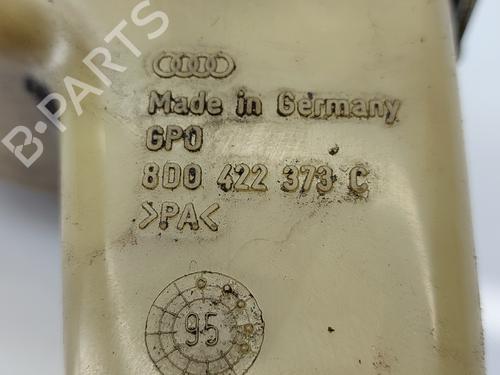 B-PARTS
Made in Germany
GPO
8D0 422 373 C
>PA<
95